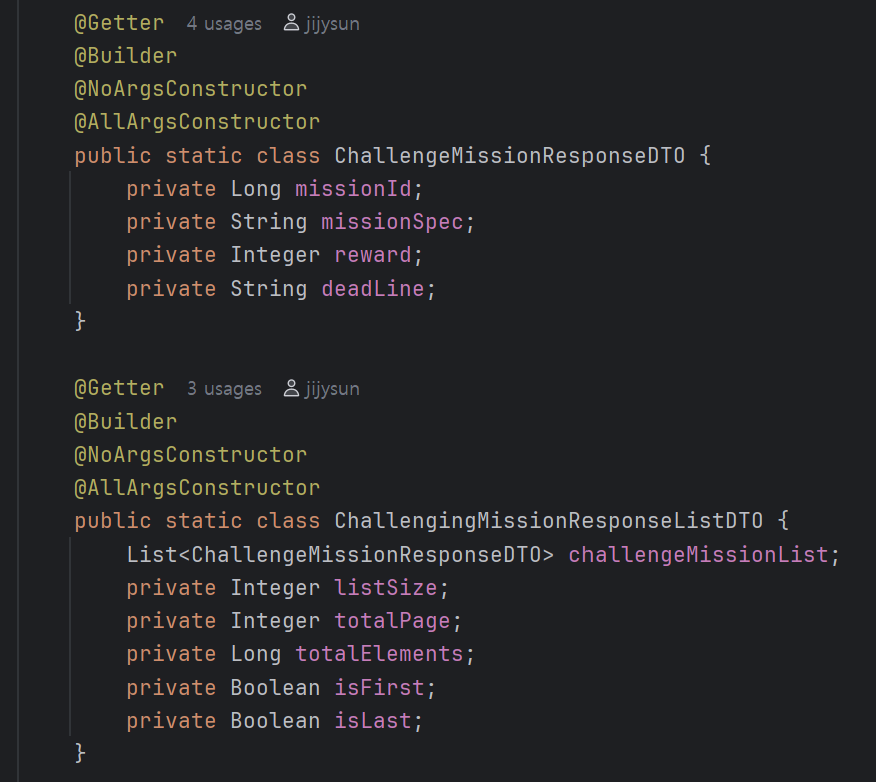 @Getter 4 usages jijysun
@Builder
@NoArgsConstructor
@AllArgsConstructor
public static class ChallengeMissionResponseDTO {
    private Long missionId;
    private String missionSpec;
    private Integer reward;
    private String deadLine;
}
@Getter 3 usages jijysun
@Builder
@NoArgsConstructor
@AllArgsConstructor
public static class ChallengingMissionResponseListDTO {
    List<ChallengeMissionResponseDTO> challengeMissionList;
    private Integer listSize;
    private Integer totalPage;
    private Long totalElements;
    private Boolean isFirst;
    private Boolean isLast;
}